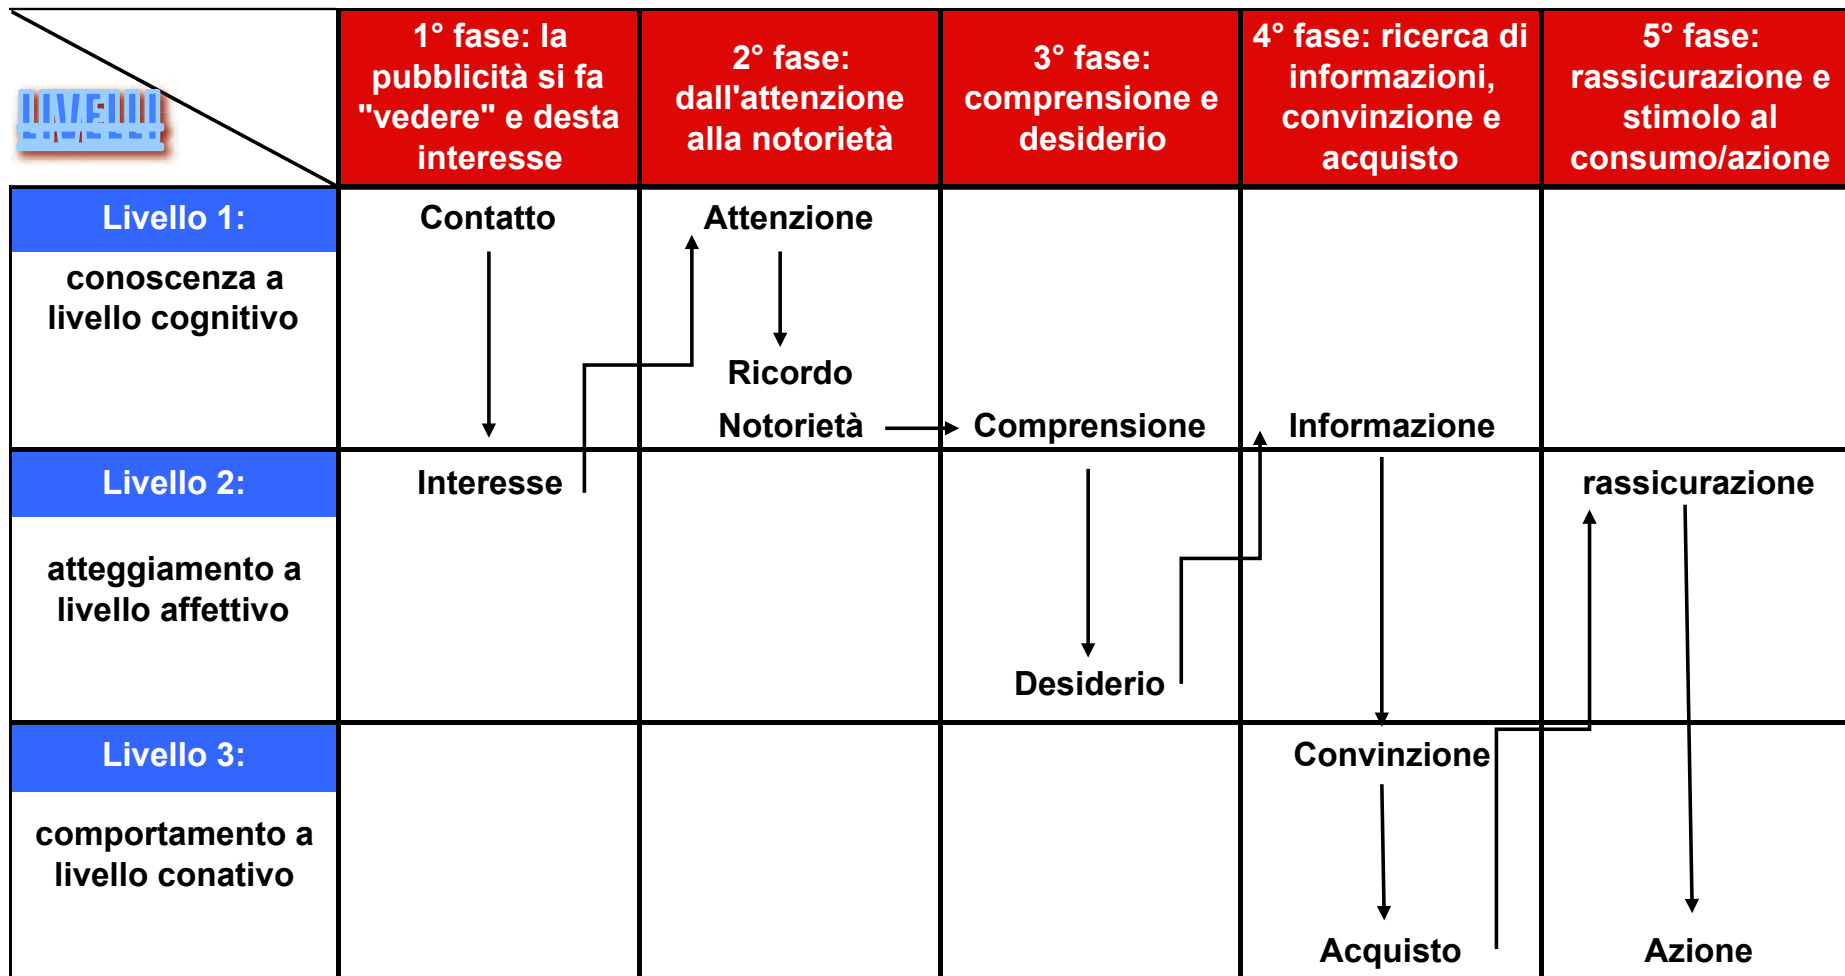 LIVELLI
1° fase: la
pubblicità si fa
"vedere" e desta
interesse
2° fase:
dall'attenzione
alla notorietà
3° fase:
comprensione e
desiderio
4° fase: ricerca di
informazioni,
convinzione e
acquisto
5° fase:
rassicurazione e
stimolo al
consumo/azione
Livello 1:
conoscenza a
livello cognitivo
Contatto
Attenzione
Ricordo
Notorietà
Comprensione
Informazione
Livello 2:
atteggiamento a
livello affettivo
Interesse
Desiderio
rassicurazione
Livello 3:
comportamento a
livello conativo
Convinzione
Acquisto
Azione